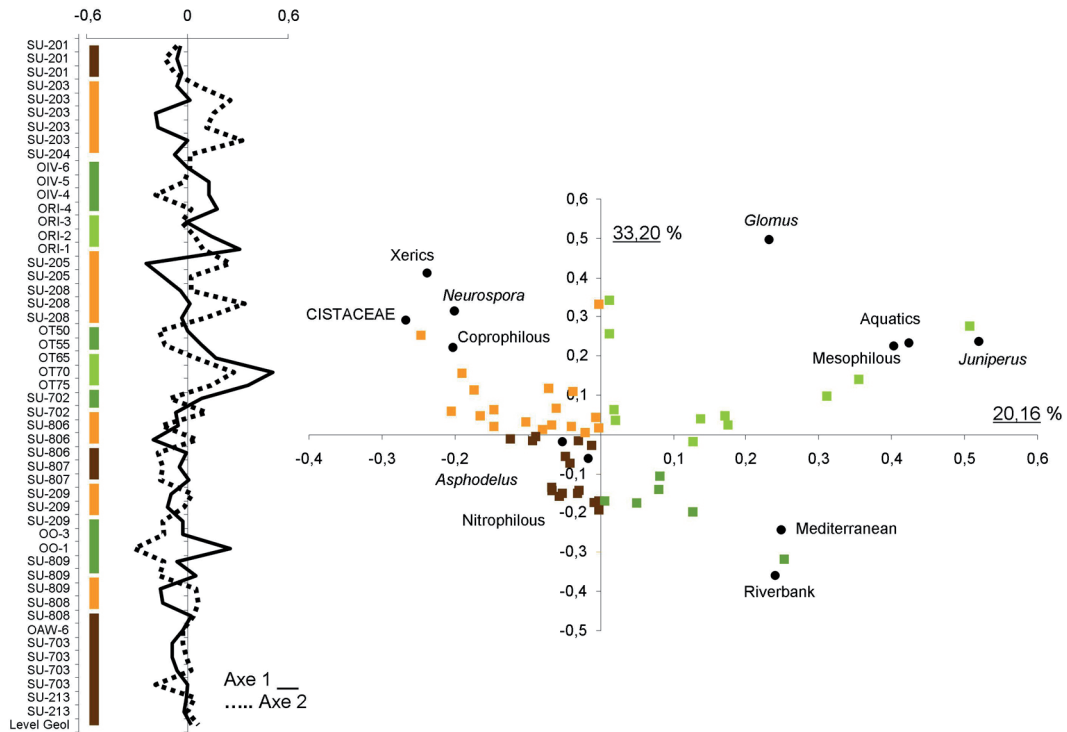 -0,6
0
0,6
SU-201
SU-201
SU-201
SU-203
SU-203
SU-203
SU-203
SU-203
SU-204
OIV-6
OIV-5
OIV-4
ORI-4
ORI-3
ORI-2
ORI-1
SU-205
SU-205
SU-208
SU-208
SU-208
OT50
OT55
OT65
OT70
OT75
SU-702
SU-702
SU-806
SU-806
SU-806
SU-807
SU-807
SU-209
SU-209
SU-209
OO-3
OO-1
SU-809
SU-809
SU-809
SU-808
SU-808
OAW-6
SU-703
SU-703
SU-703
SU-703
SU-213
SU-213
Level Geol
Axe 1
Axe 2
0,6
0,5
0,4
0,3
0,2
0,1
-0,1
-0,2
-0,3
-0,4
-0,5
33,20 %
20,16 %
-0,4
-0,2
0,1
0,2
0,3
0,4
0,5
0,6
Glomus
Xerics
Neurospora
CISTACEAE
Coprophilous
Aquatics
Mesophilous
Juniperus
Asphodelus
Nitrophilous
Mediterranean
Riverbank